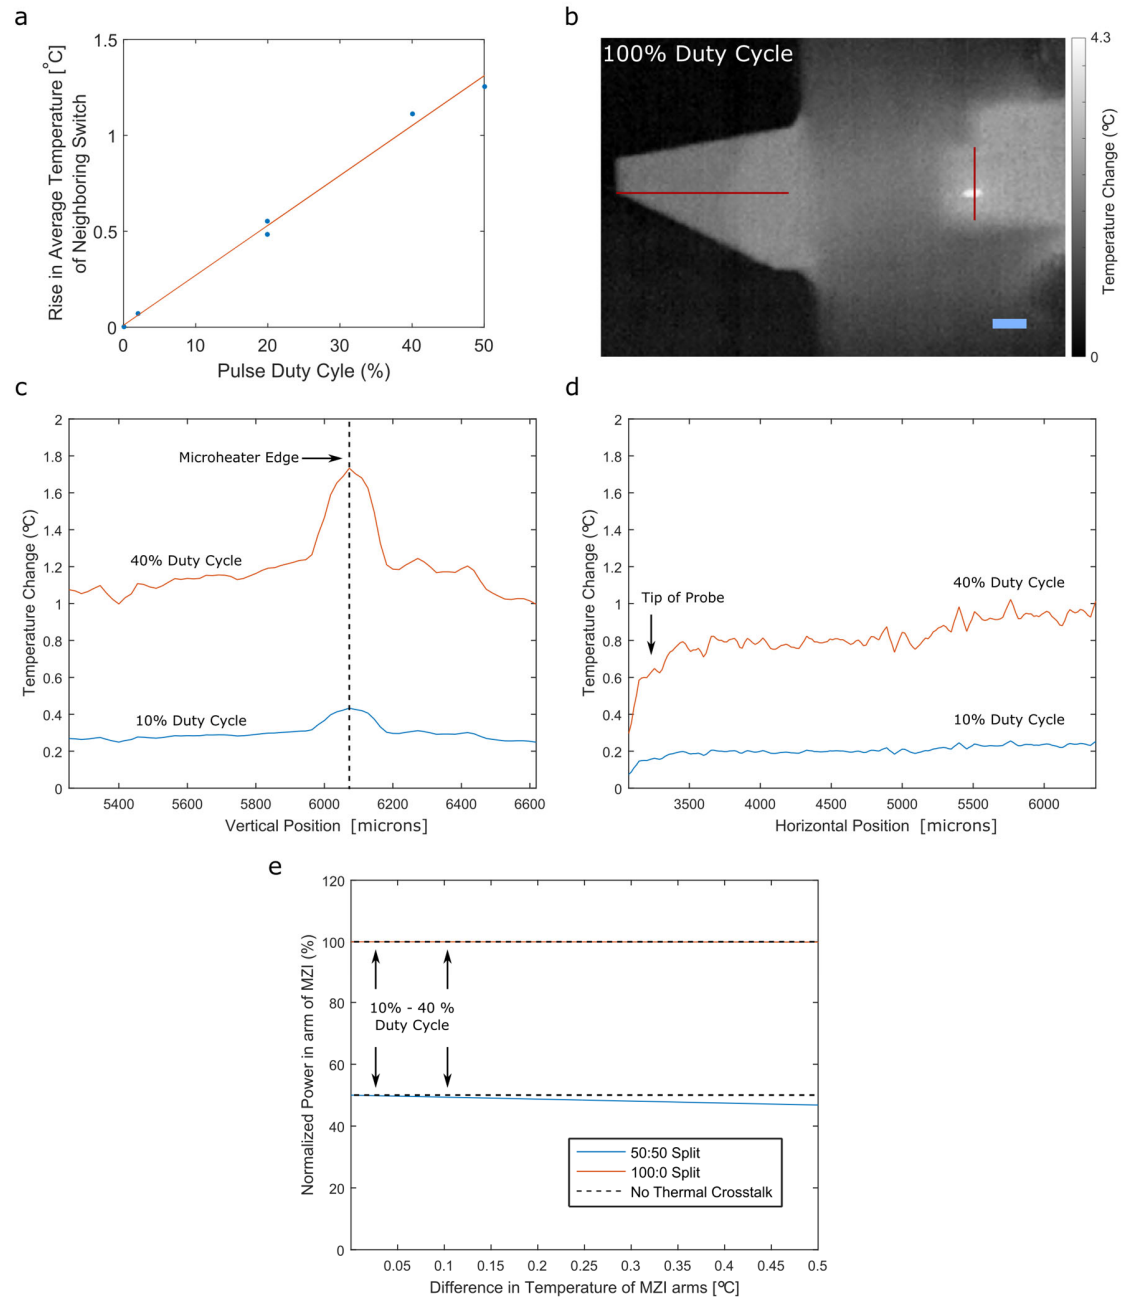 a
Rise in Average Temperature [°C]
of Neighboring Switch
1.5
1
0.5
0
0 10 20 30 40 50
Pulse Duty Cyle (%)
b
100% Duty Cycle
4.3
0
Temperature Change (ºC)
c
Temperature Change (ºC)
2
1.8
1.6
1.4
1.2
1
0.8
0.6
0.4
0.2
0
Microheater Edge
40% Duty Cycle
10% Duty Cycle
5400 5600 5800 6000 6200 6400 6600
Vertical Position [microns]
d
Temperature Change (ºC)
2
1.8
1.6
1.4
1.2
1
0.8
0.6
0.4
0.2
0
40% Duty Cycle
Tip of Probe
10% Duty Cycle
3500 4000 4500 5000 5500 6000
Horizontal Position [microns]
e
Normalized Power in arm of MZI (%)
120
100
80
60
40
20
0
10% - 40 %
Duty Cycle
50:50 Split
100:0 Split
No Thermal Crosstalk
0.05 0.1 0.15 0.2 0.25 0.3 0.35 0.4 0.45 0.5
Difference in Temperature of MZI arms [ºC]